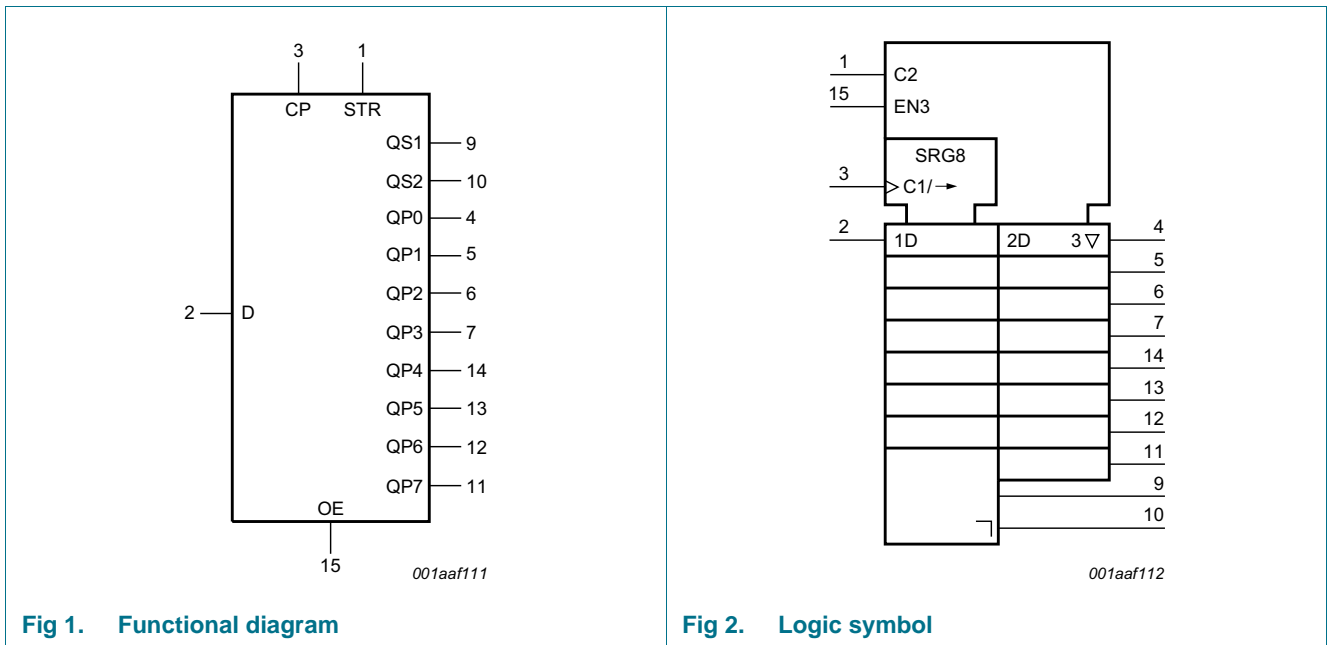 3 1
CP STR
QS1 9
QS2 10
QP0 4
QP1 5
QP2 6
2 D
QP3 7
QP4 14
QP5 13
QP6 12
QP7 11
OE
15
001aaf111
Fig 1. Functional diagram
1 C2
15 EN3
SRG8
3 C1/→
2 1D 2D 3▽ 4
5
6
7
14
13
12
11
9
10
001aaf112
Fig 2. Logic symbol